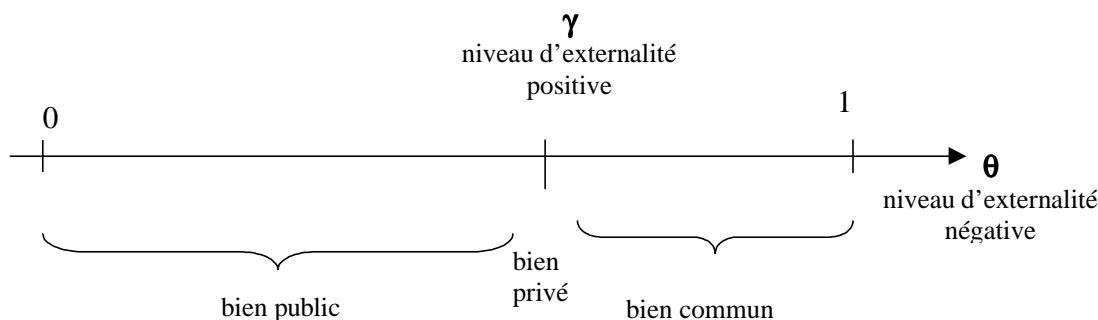 γ
niveau d’externalité
positive
0
1
θ
niveau d’externalité
négative
bien
privé
bien public
bien commun